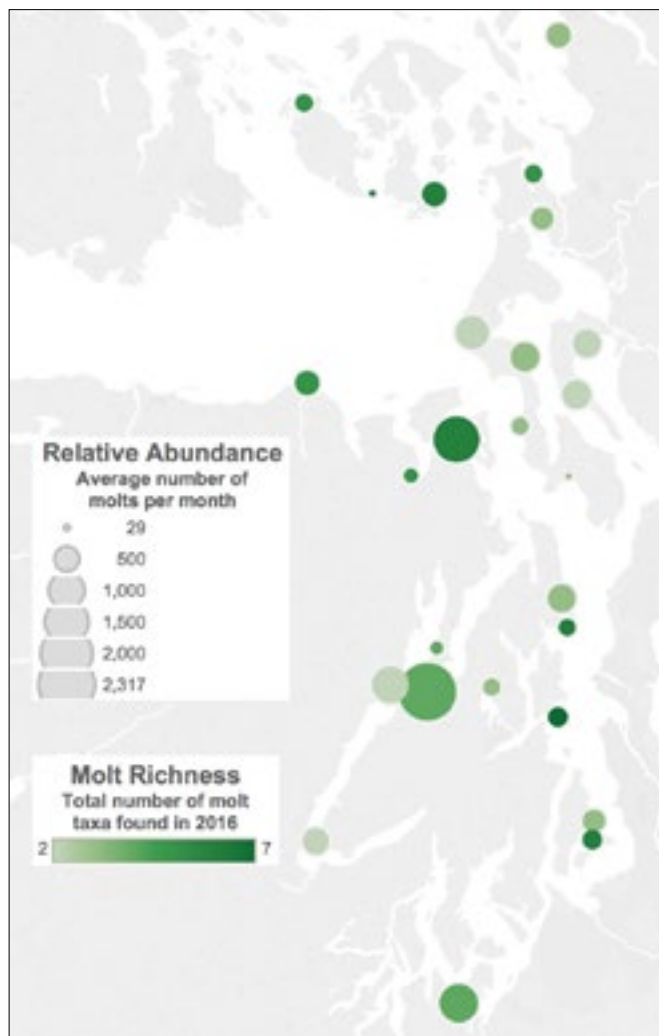 Relative Abundance
Average number of
molts per month
29
500
1,000
1,500
2,000
2,317
Molt Richness
Total number of molt
taxa found in 2016
2 7